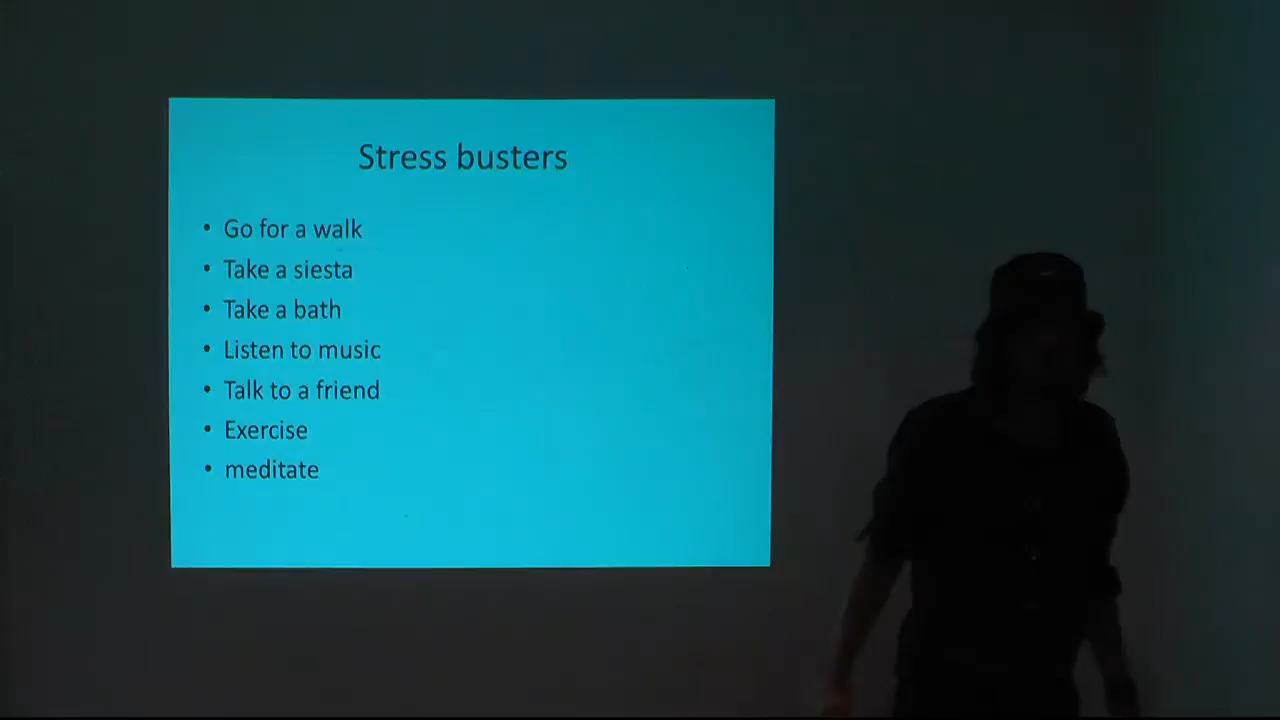 Stress busters
• Go for a walk
• Take a siesta
• Take a bath
• Listen to music
• Talk to a friend
• Exercise
• meditate